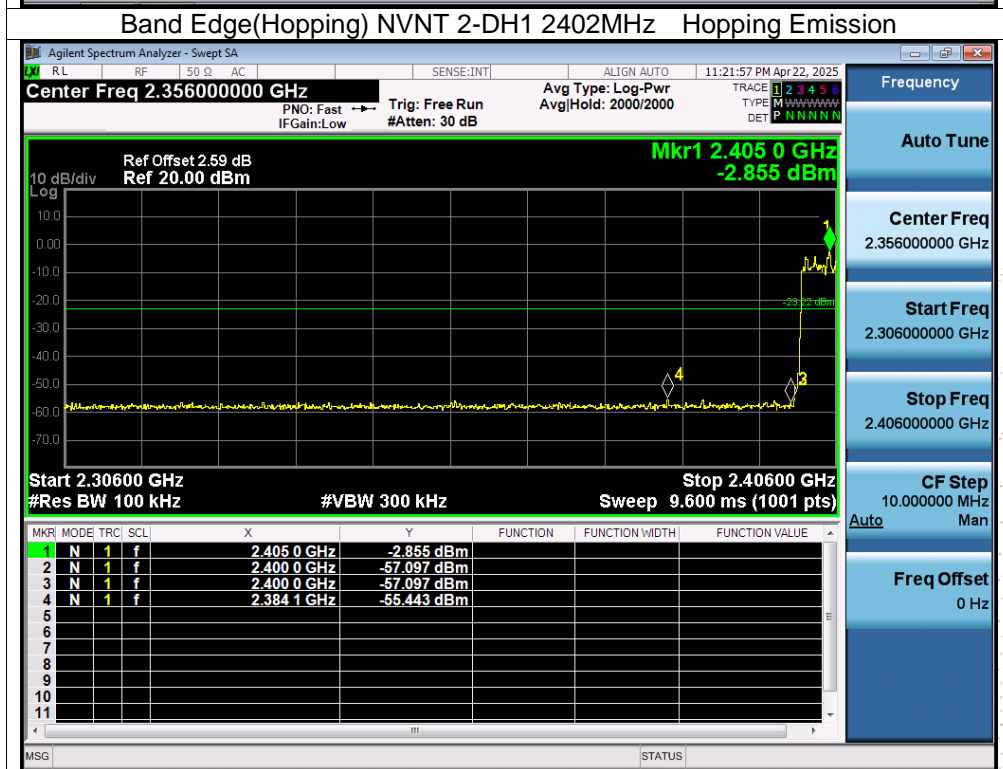 Band Edge(Hopping) NVNT 2-DH1 2402MHz Hopping Emission
Agilent Spectrum Analyzer - Swept SA
LXI RL RF 50 Ω AC SENSE:INT ALIGN AUTO 11:21:57 PM Apr 22, 2025
Center Freq 2.356000000 GHz
PNO: Fast
IFGain:Low
Trig: Free Run
#Atten: 30 dB
Avg Type: Log-Pwr
Avg|Hold: 2000/2000
TRACE 1 2 3 4 5 6
TYPE M WWWWW
DET P N N N N N
Frequency
Auto Tune
Center Freq
2.356000000 GHz
Start Freq
2.306000000 GHz
Stop Freq
2.406000000 GHz
CF Step
10.000000 MHz
Auto Man
Freq Offset
0 Hz
Mkr1 2.405 0 GHz
-2.855 dBm
Ref Offset 2.59 dB
10 dB/div Ref 20.00 dBm
Log
10.0
0.00
-10.0
-20.0
-30.0
-40.0
-50.0
-60.0
-70.0
1
-23.22 dBm
4
3
Start 2.30600 GHz Stop 2.40600 GHz
#Res BW 100 kHz #VBW 300 kHz Sweep 9.600 ms (1001 pts)
MKR MODE TRC SCL X Y FUNCTION FUNCTION WIDTH FUNCTION VALUE
1 N 1 f 2.405 0 GHz -2.855 dBm
2 N 1 f 2.400 0 GHz -57.097 dBm
3 N 1 f 2.400 0 GHz -57.097 dBm
4 N 1 f 2.384 1 GHz -55.443 dBm
5
6
7
8
9
10
11
MSG STATUS